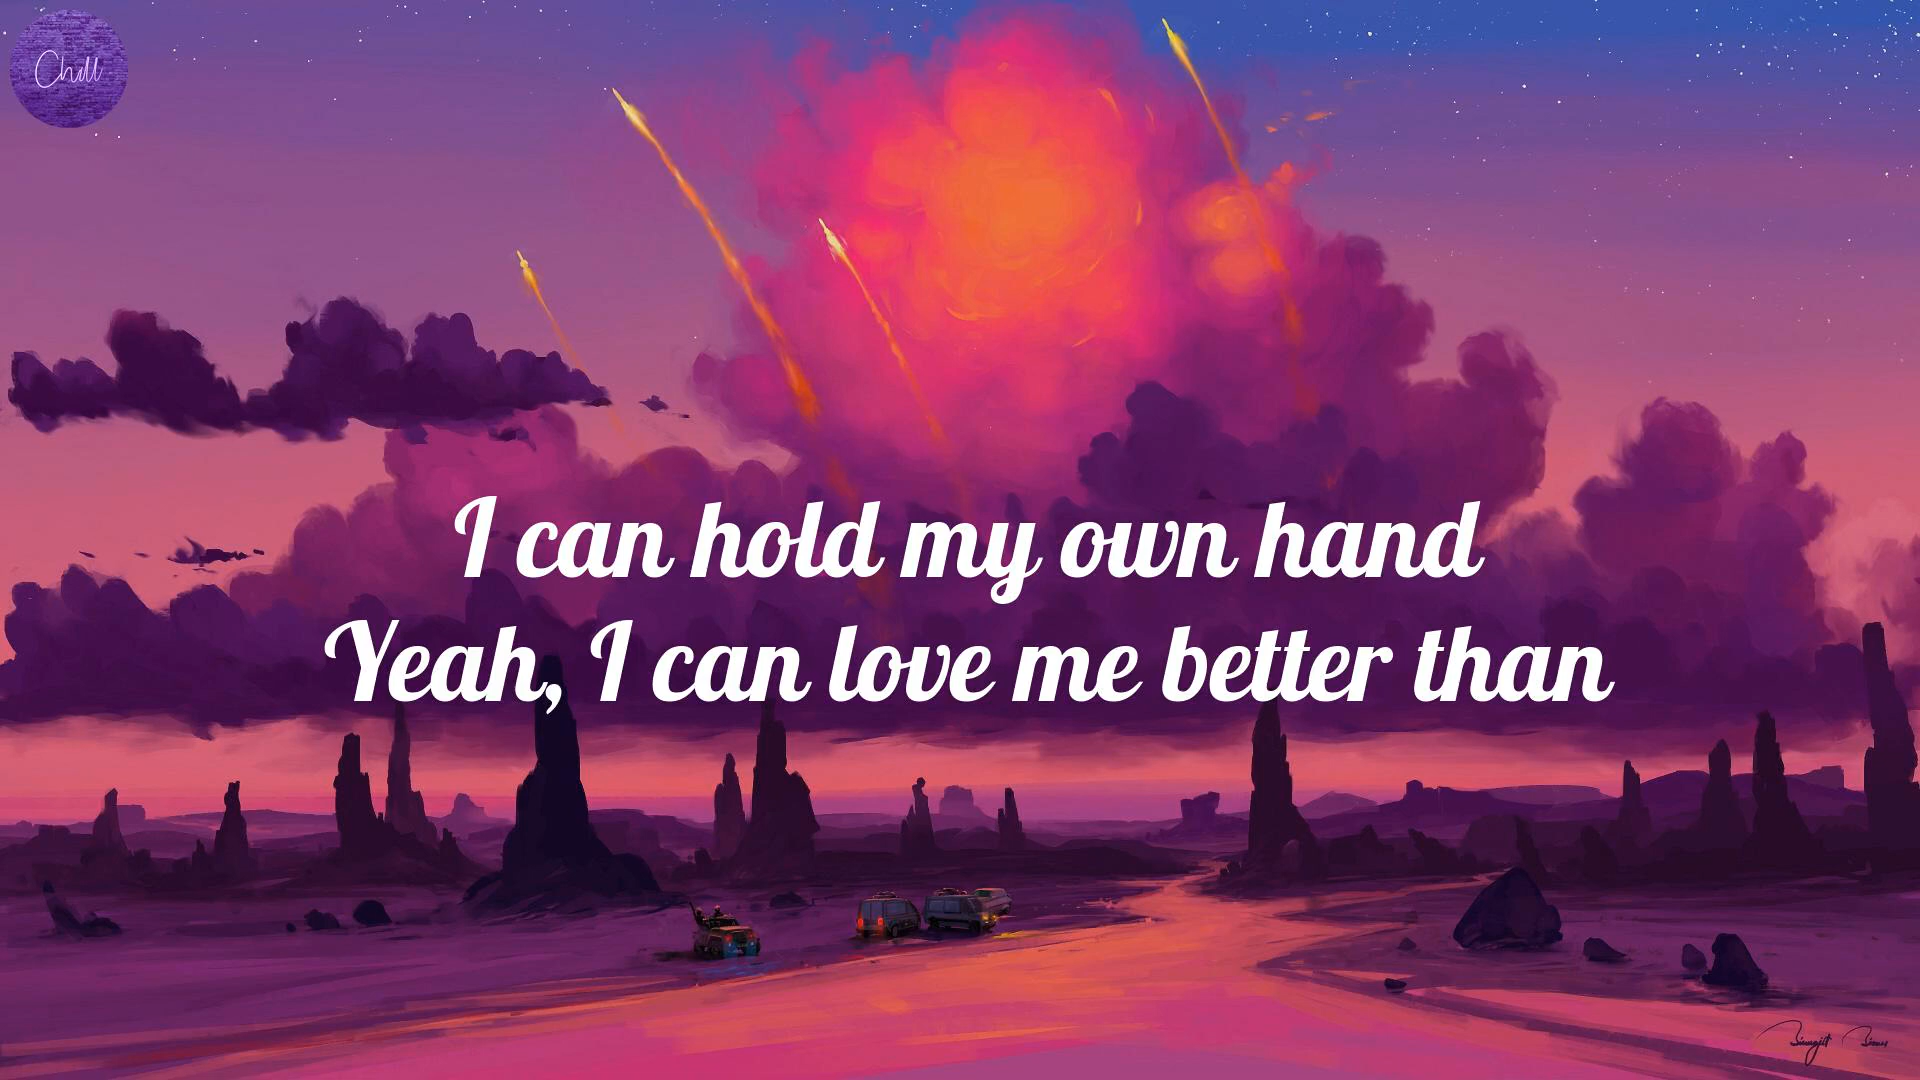 Chill
I can hold my own hand
Yeah, I can love me better than